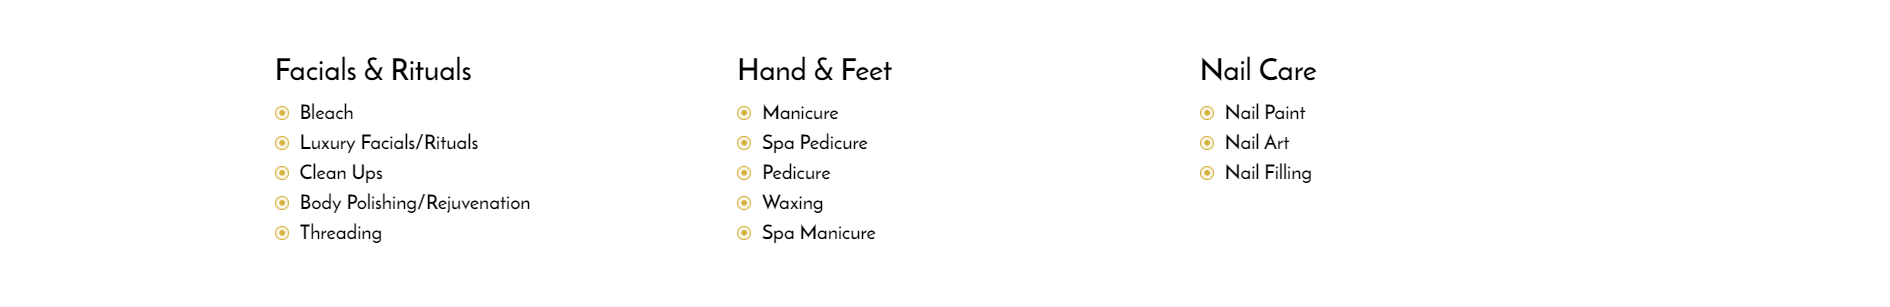 Facials & Rituals
Bleach
Luxury Facials/Rituals
Clean Ups
Body Polishing/Rejuvenation
Threading
Hand & Feet
Manicure
Spa Pedicure
Pedicure
Waxing
Spa Manicure
Nail Care
Nail Paint
Nail Art
Nail Filling